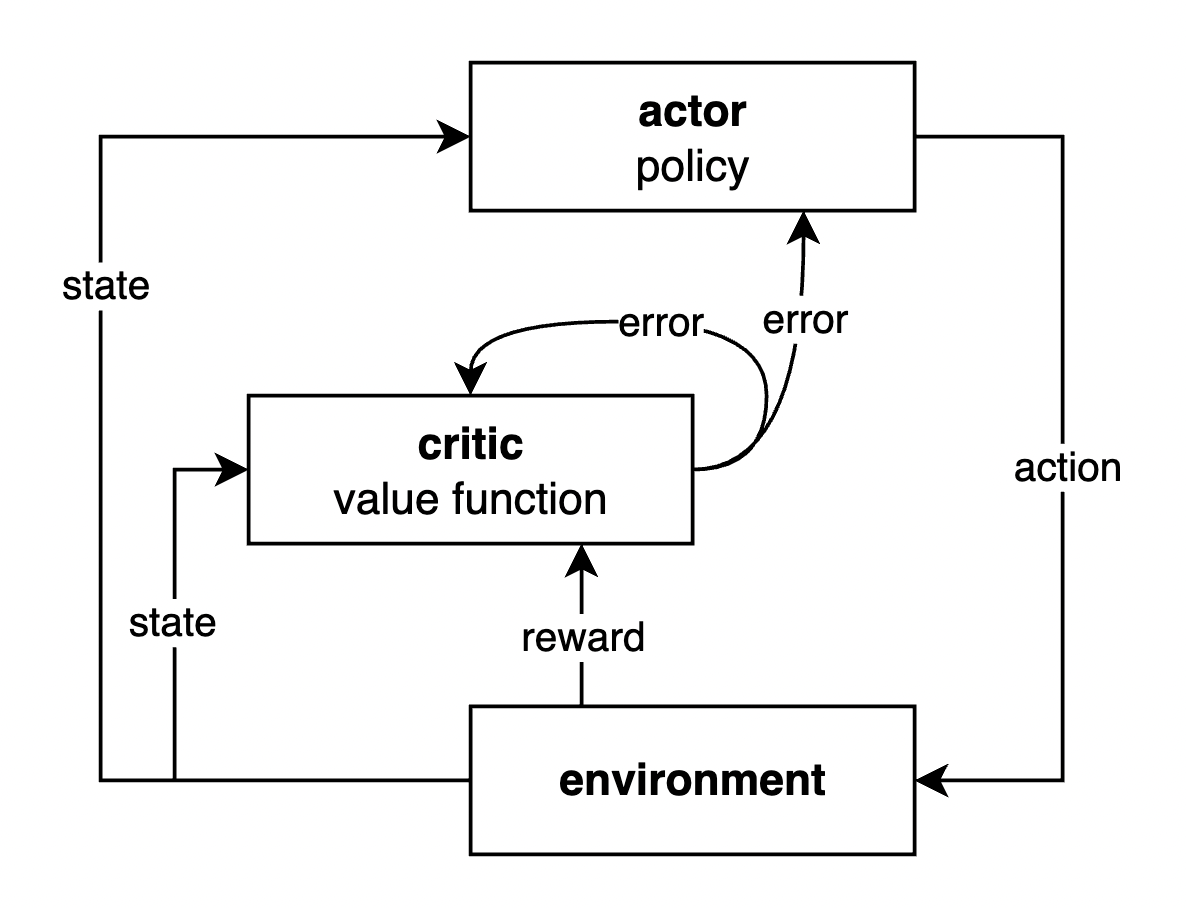 actor
policy
state
error
error
critic
value function
action
state
reward
environment